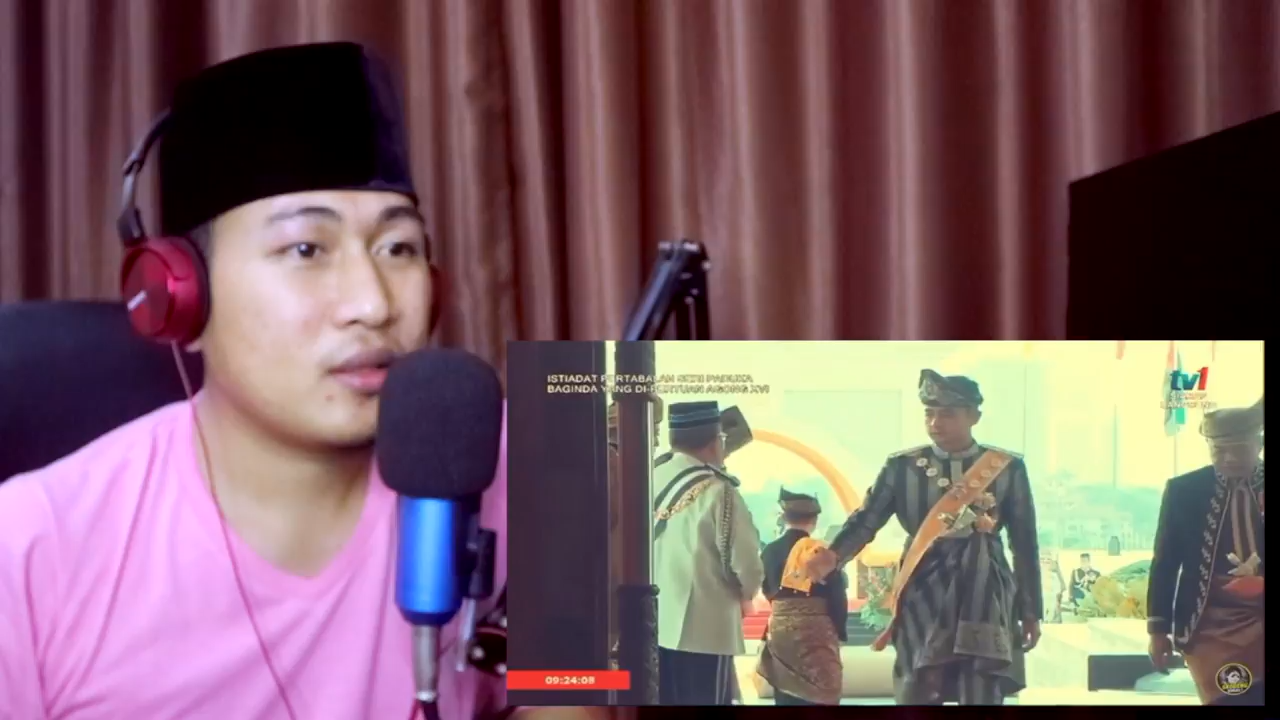 ISTIADAT PERTABALAN SERI PADUKA
BAGINDA YANG DI-PERTUAN AGONG XVI
tv1
09:24:08